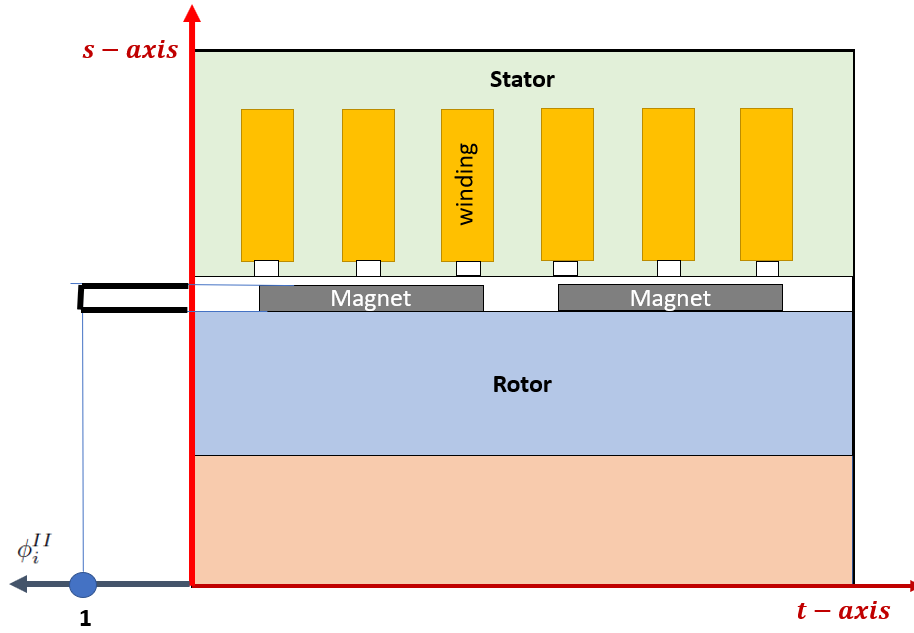 s − axis
Stator
winding
Magnet
Magnet
Rotor
ϕ_i^{II}
1
t − axis